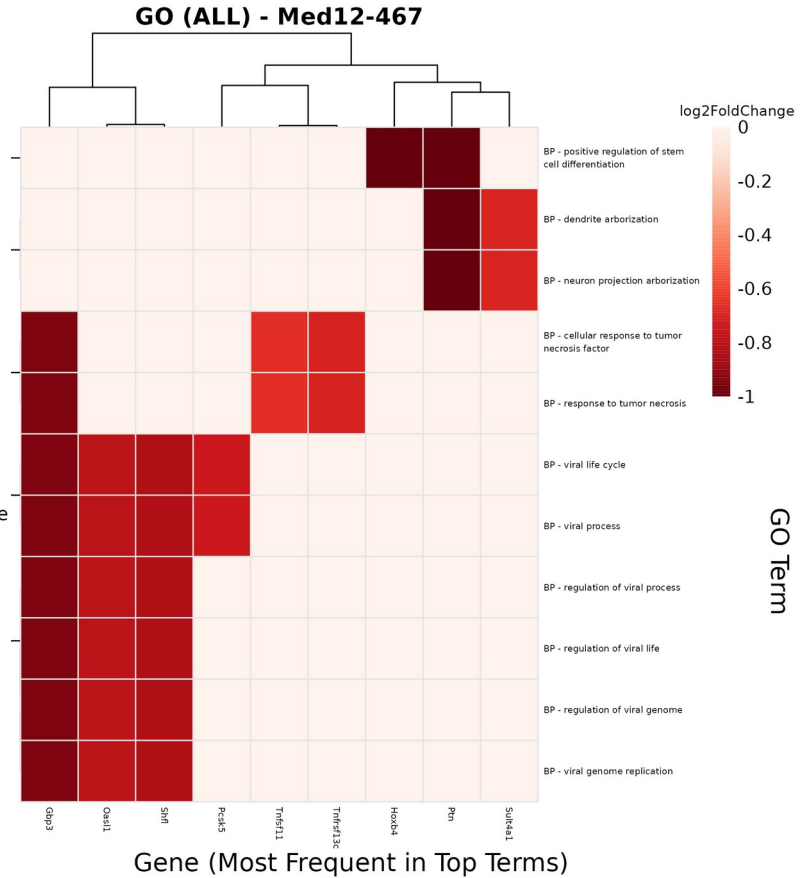 GO (ALL) - Med12-467
log2FoldChange
0
-0.2
-0.4
-0.6
-0.8
-1
BP - positive regulation of stem
cell differentiation
BP - dendrite arborization
BP - neuron projection arborization
BP - cellular response to tumor
necrosis factor
BP - response to tumor necrosis
BP - viral life cycle
BP - viral process
BP - regulation of viral process
BP - regulation of viral life
BP - regulation of viral genome
BP - viral genome replication
e
GO Term
Gbp3
Oasl1
Shfl
Pcsk5
Tnfsf11
Tnfrsf13c
Hoxb4
Ptn
Sult4a1
Gene (Most Frequent in Top Terms)